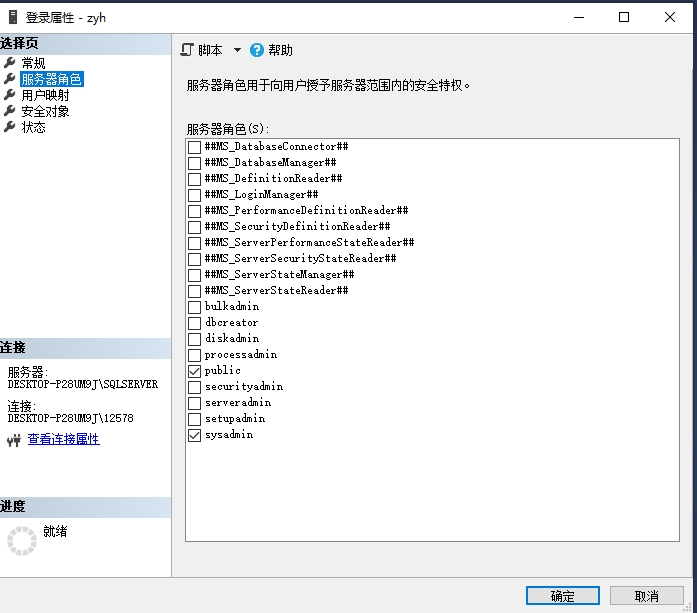 登录属性 - zyh
选择页
常规
服务器角色
用户映射
安全对象
状态
连接
服务器:
DESKTOP-P28UM9J\SQLSERVER
连接:
DESKTOP-P28UM9J\12578
查看连接属性
进度
就绪
脚本
帮助
服务器角色用于向用户授予服务器范围内的安全特权。
服务器角色(S):
##MS_DatabaseConnector##
##MS_DatabaseManager##
##MS_DefinitionReader##
##MS_LoginManager##
##MS_PerformanceDefinitionReader##
##MS_SecurityDefinitionReader##
##MS_ServerPerformanceStateReader##
##MS_ServerSecurityStateReader##
##MS_ServerStateManager##
##MS_ServerStateReader##
bulkadmin
dbcreator
diskadmin
processadmin
public
securityadmin
serveradmin
setupadmin
sysadmin
确定
取消